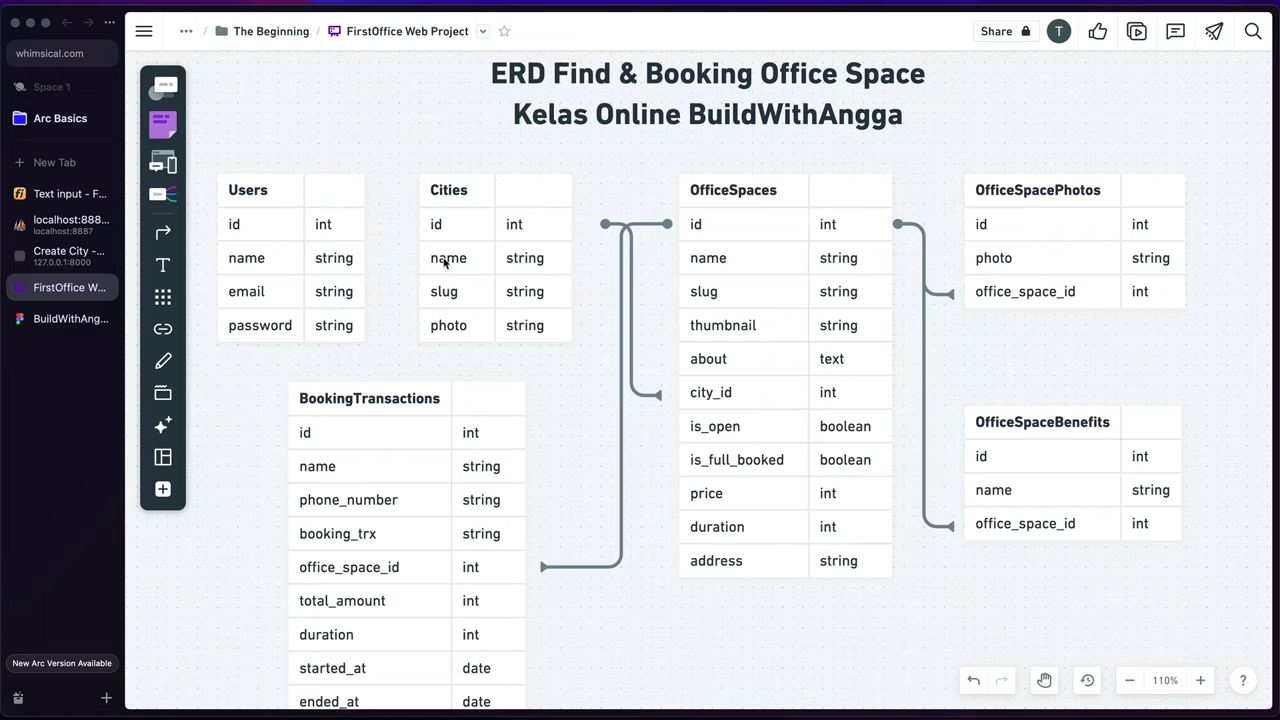 whimsical.com
Space 1
Arc Basics
New Tab
Text input - F...
localhost:888...
localhost:8887
Create City -...
127.0.0.1:8000
FirstOffice W...
BuildWithAng...
New Arc Version Available
... / The Beginning / FirstOffice Web Project
Share
T
ERD Find & Booking Office Space
Kelas Online BuildWithAngga
Users
id int
name string
email string
password string
Cities
id int
name string
slug string
photo string
BookingTransactions
id int
name string
phone_number string
booking_trx string
office_space_id int
total_amount int
duration int
started_at date
ended_at date
OfficeSpaces
id int
name string
slug string
thumbnail string
about text
city_id int
is_open boolean
is_full_booked boolean
price int
duration int
address string
OfficeSpacePhotos
id int
photo string
office_space_id int
OfficeSpaceBenefits
id int
name string
office_space_id int
110%
?